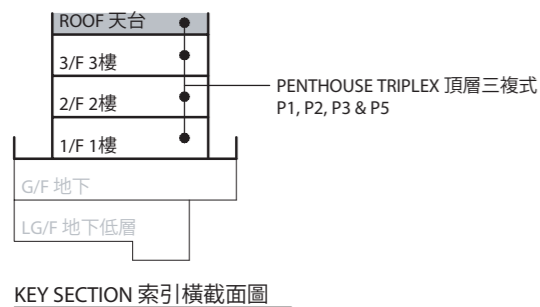 ROOF 天台
3/F 3樓
2/F 2樓
PENTHOUSE TRIPLEX 頂層三複式
P1, P2, P3 & P5
1/F 1樓
G/F 地下
LG/F 地下低層
KEY SECTION 索引橫截面圖